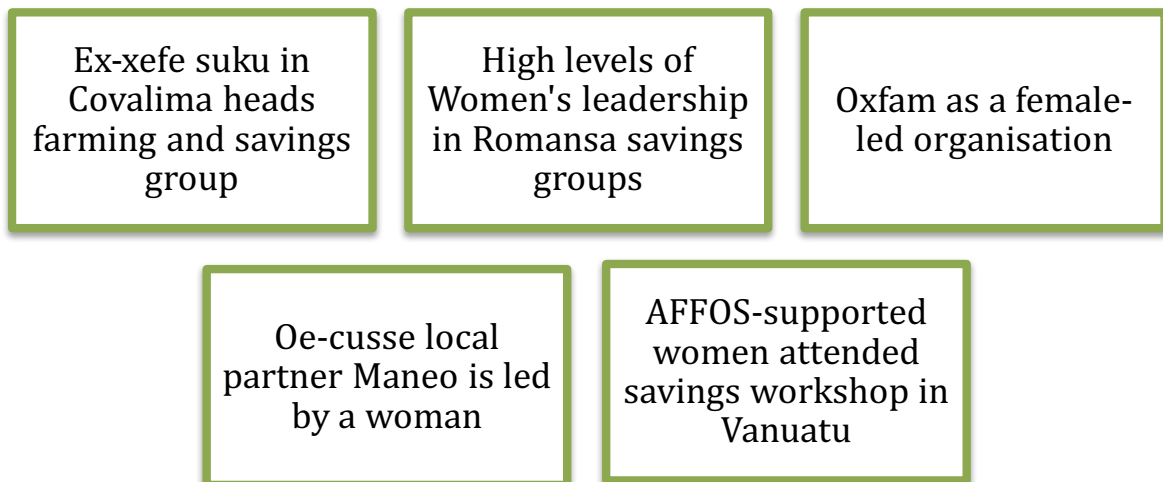 Ex-xefe suku in
Covalima heads
farming and savings
group
High levels of
Women's leadership
in Romansa savings
groups
Oxfam as a female-
led organisation
Oe-cusse local
partner Maneo is led
by a woman
AFFOS-supported
women attended
savings workshop in
Vanuatu